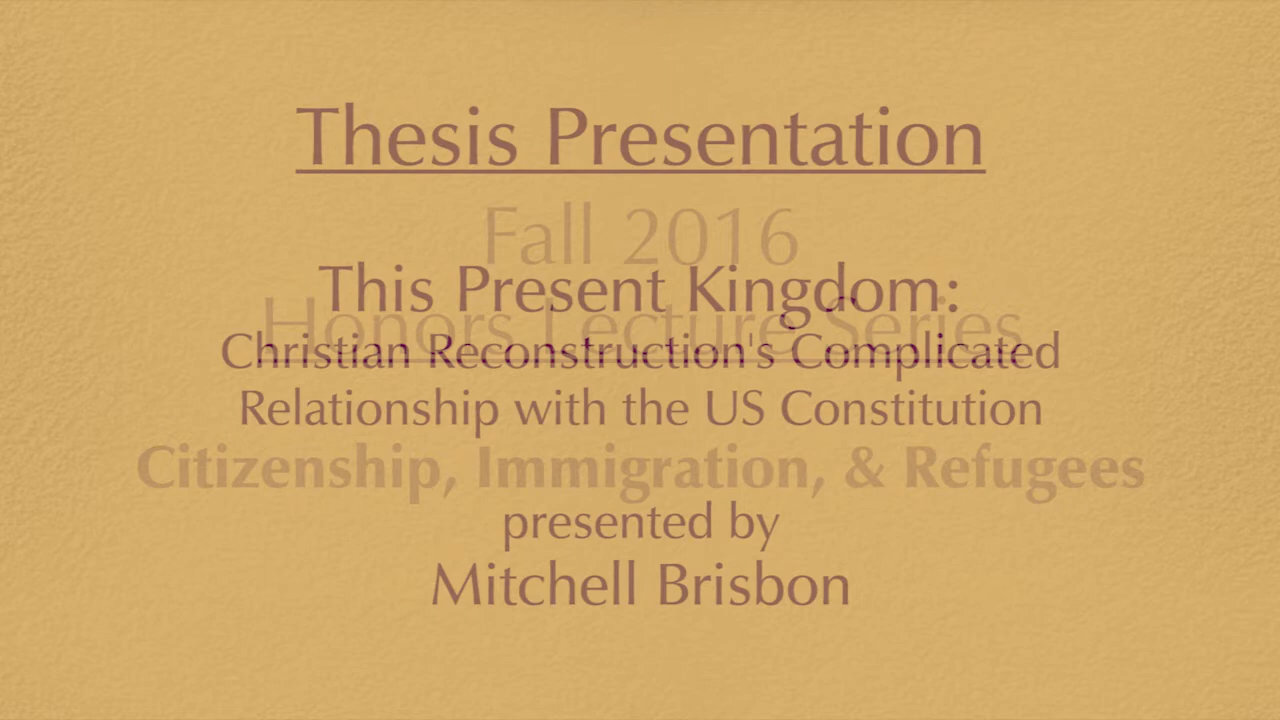 Thesis Presentation
Fall 2016
This Present Kingdom:
Honors Lecture Series
Christian Reconstruction's Complicated
Relationship with the US Constitution
Citizenship, Immigration, & Refugees
presented by
Mitchell Brisbon